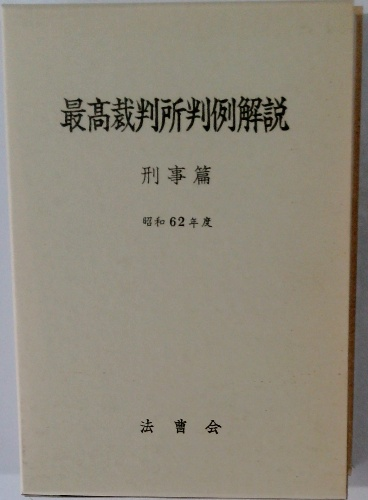 最高裁判所判例解説
刑事篇
昭和62年度
法曹会